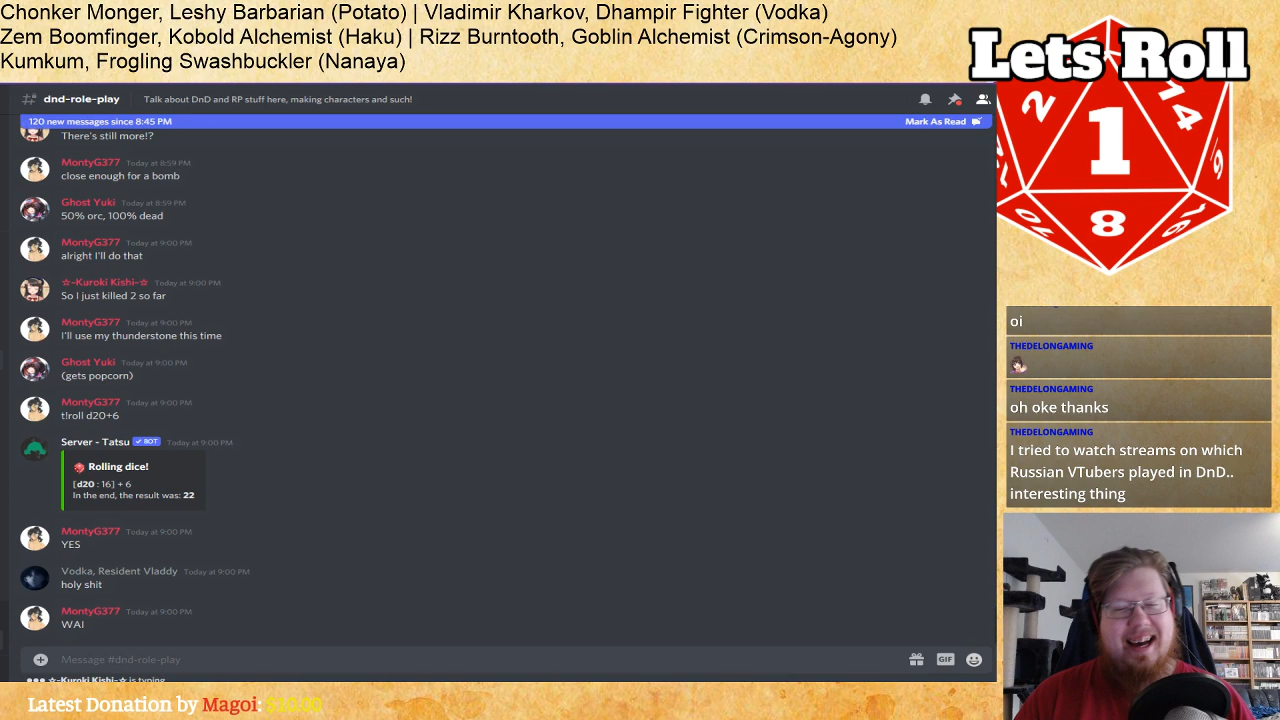 Chonker Monger, Leshy Barbarian (Potato) | Vladimir Kharkov, Dhampir Fighter (Vodka)
Zem Boomfinger, Kobold Alchemist (Haku) | Rizz Burntooth, Goblin Alchemist (Crimson-Agony)
Kumkum, Frogling Swashbuckler (Nanaya)
Lets Roll
2
14
1
9
8
20
16
dnd-role-play
Talk about DnD and RP stuff here, making characters and such!
120 new messages since 8:45 PM
Mark As Read
There's still more!?
MontyG377 Today at 8:59 PM
close enough for a bomb
Ghost Yuki Today at 8:59 PM
50% orc, 100% dead
MontyG377 Today at 9:00 PM
alright I'll do that
☆-Kuroki Kishi-☆ Today at 9:00 PM
So I just killed 2 so far
MontyG377 Today at 9:00 PM
I'll use my thunderstone this time
Ghost Yuki Today at 9:00 PM
(gets popcorn)
MontyG377 Today at 9:00 PM
t!roll d20+6
Server - Tatsu ✓ BOT Today at 9:00 PM
Rolling dice!
[d20 : 16] + 6
In the end, the result was: 22
MontyG377 Today at 9:00 PM
YES
Vodka, Resident Vladdy Today at 9:00 PM
holy shit
MontyG377 Today at 9:00 PM
WAI
Message #dnd-role-play
GIF
☆-Kuroki Kishi-☆ is typing
oi
THEDELONGAMING
THEDELONGAMING
oh oke thanks
THEDELONGAMING
I tried to watch streams on which
Russian VTubers played in DnD..
interesting thing
Latest Donation by Magoi: $10.00